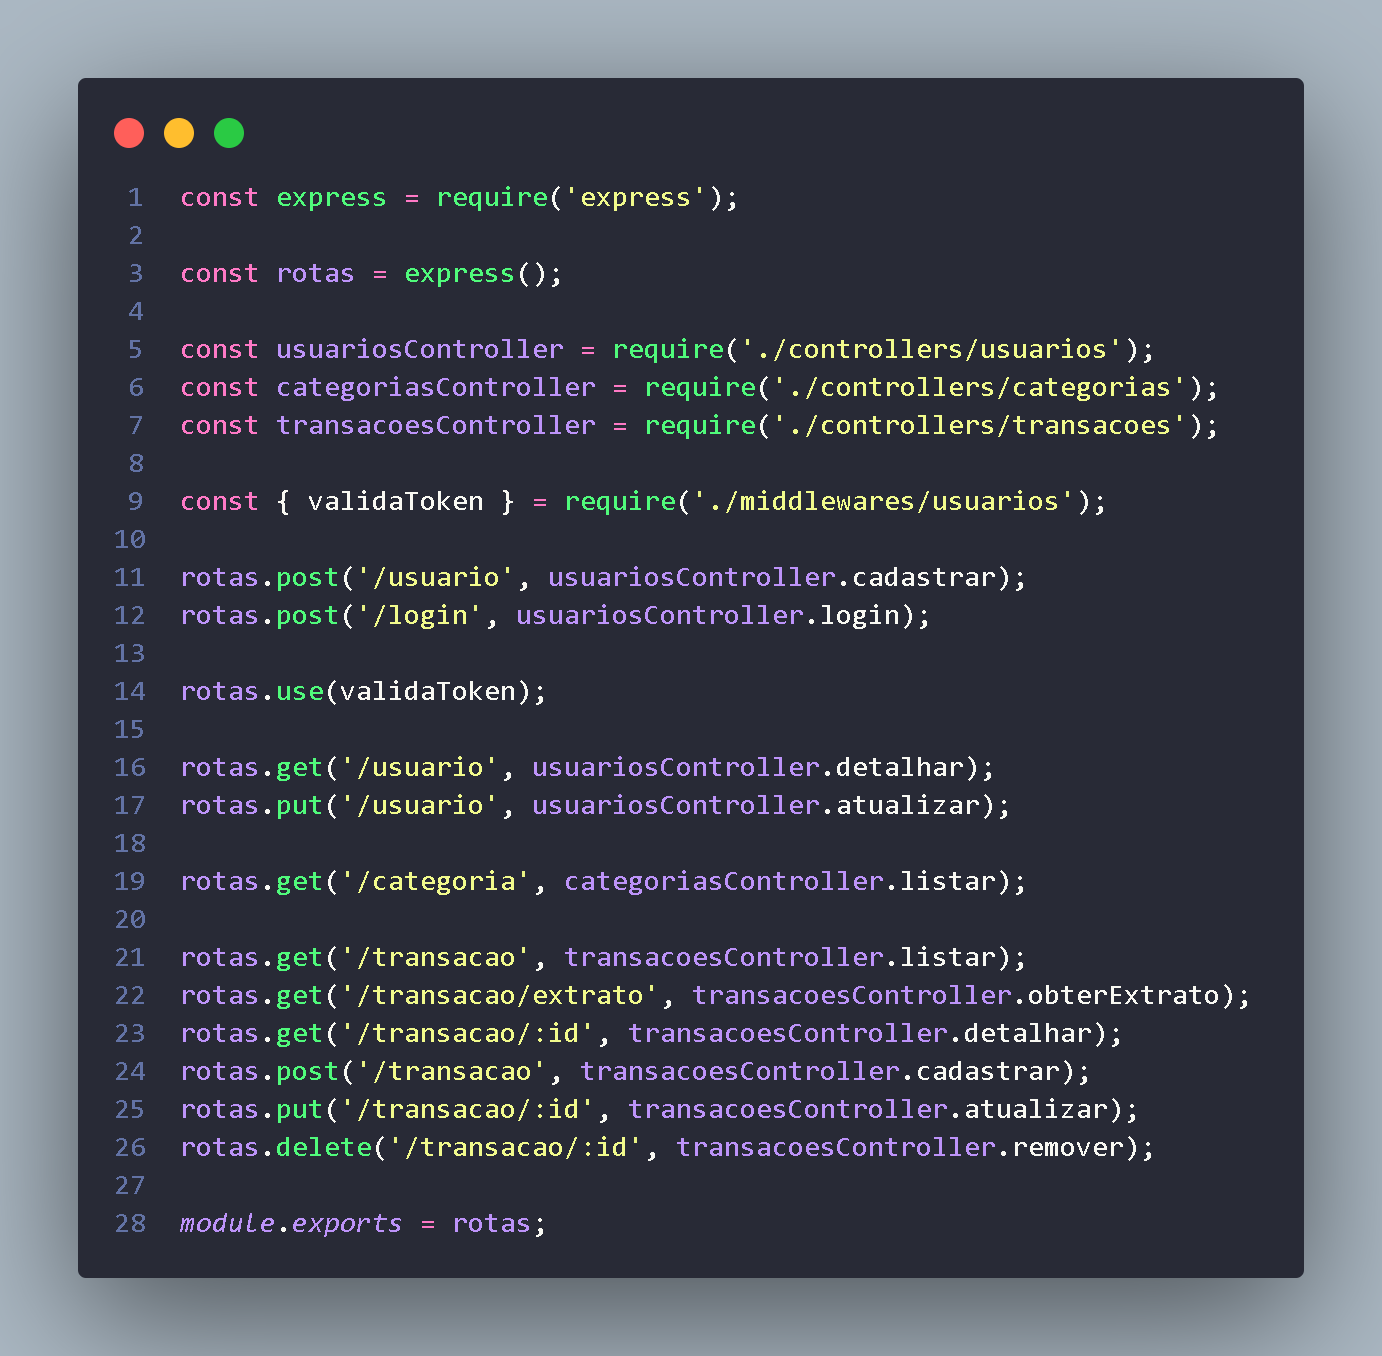 1 const express = require('express');
2
3 const rotas = express();
4
5 const usuariosController = require('./controllers/usuarios');
6 const categoriasController = require('./controllers/categorias');
7 const transacoesController = require('./controllers/transacoes');
8
9 const { validaToken } = require('./middlewares/usuarios');
10
11 rotas.post('/usuario', usuariosController.cadastrar);
12 rotas.post('/login', usuariosController.login);
13
14 rotas.use(validaToken);
15
16 rotas.get('/usuario', usuariosController.detalhar);
17 rotas.put('/usuario', usuariosController.atualizar);
18
19 rotas.get('/categoria', categoriasController.listar);
20
21 rotas.get('/transacao', transacoesController.listar);
22 rotas.get('/transacao/extrato', transacoesController.obterExtrato);
23 rotas.get('/transacao/:id', transacoesController.detalhar);
24 rotas.post('/transacao', transacoesController.cadastrar);
25 rotas.put('/transacao/:id', transacoesController.atualizar);
26 rotas.delete('/transacao/:id', transacoesController.remover);
27
28 module.exports = rotas;